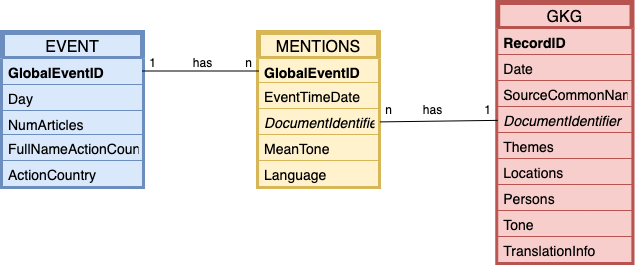 EVENT
GlobalEventID
Day
NumArticles
FullNameActionCoun
ActionCountry
1 has n
MENTIONS
GlobalEventID
EventTimeDate
DocumentIdentifie
MeanTone
Language
n has 1
GKG
RecordID
Date
SourceCommonNam
DocumentIdentifier
Themes
Locations
Persons
Tone
TranslationInfo